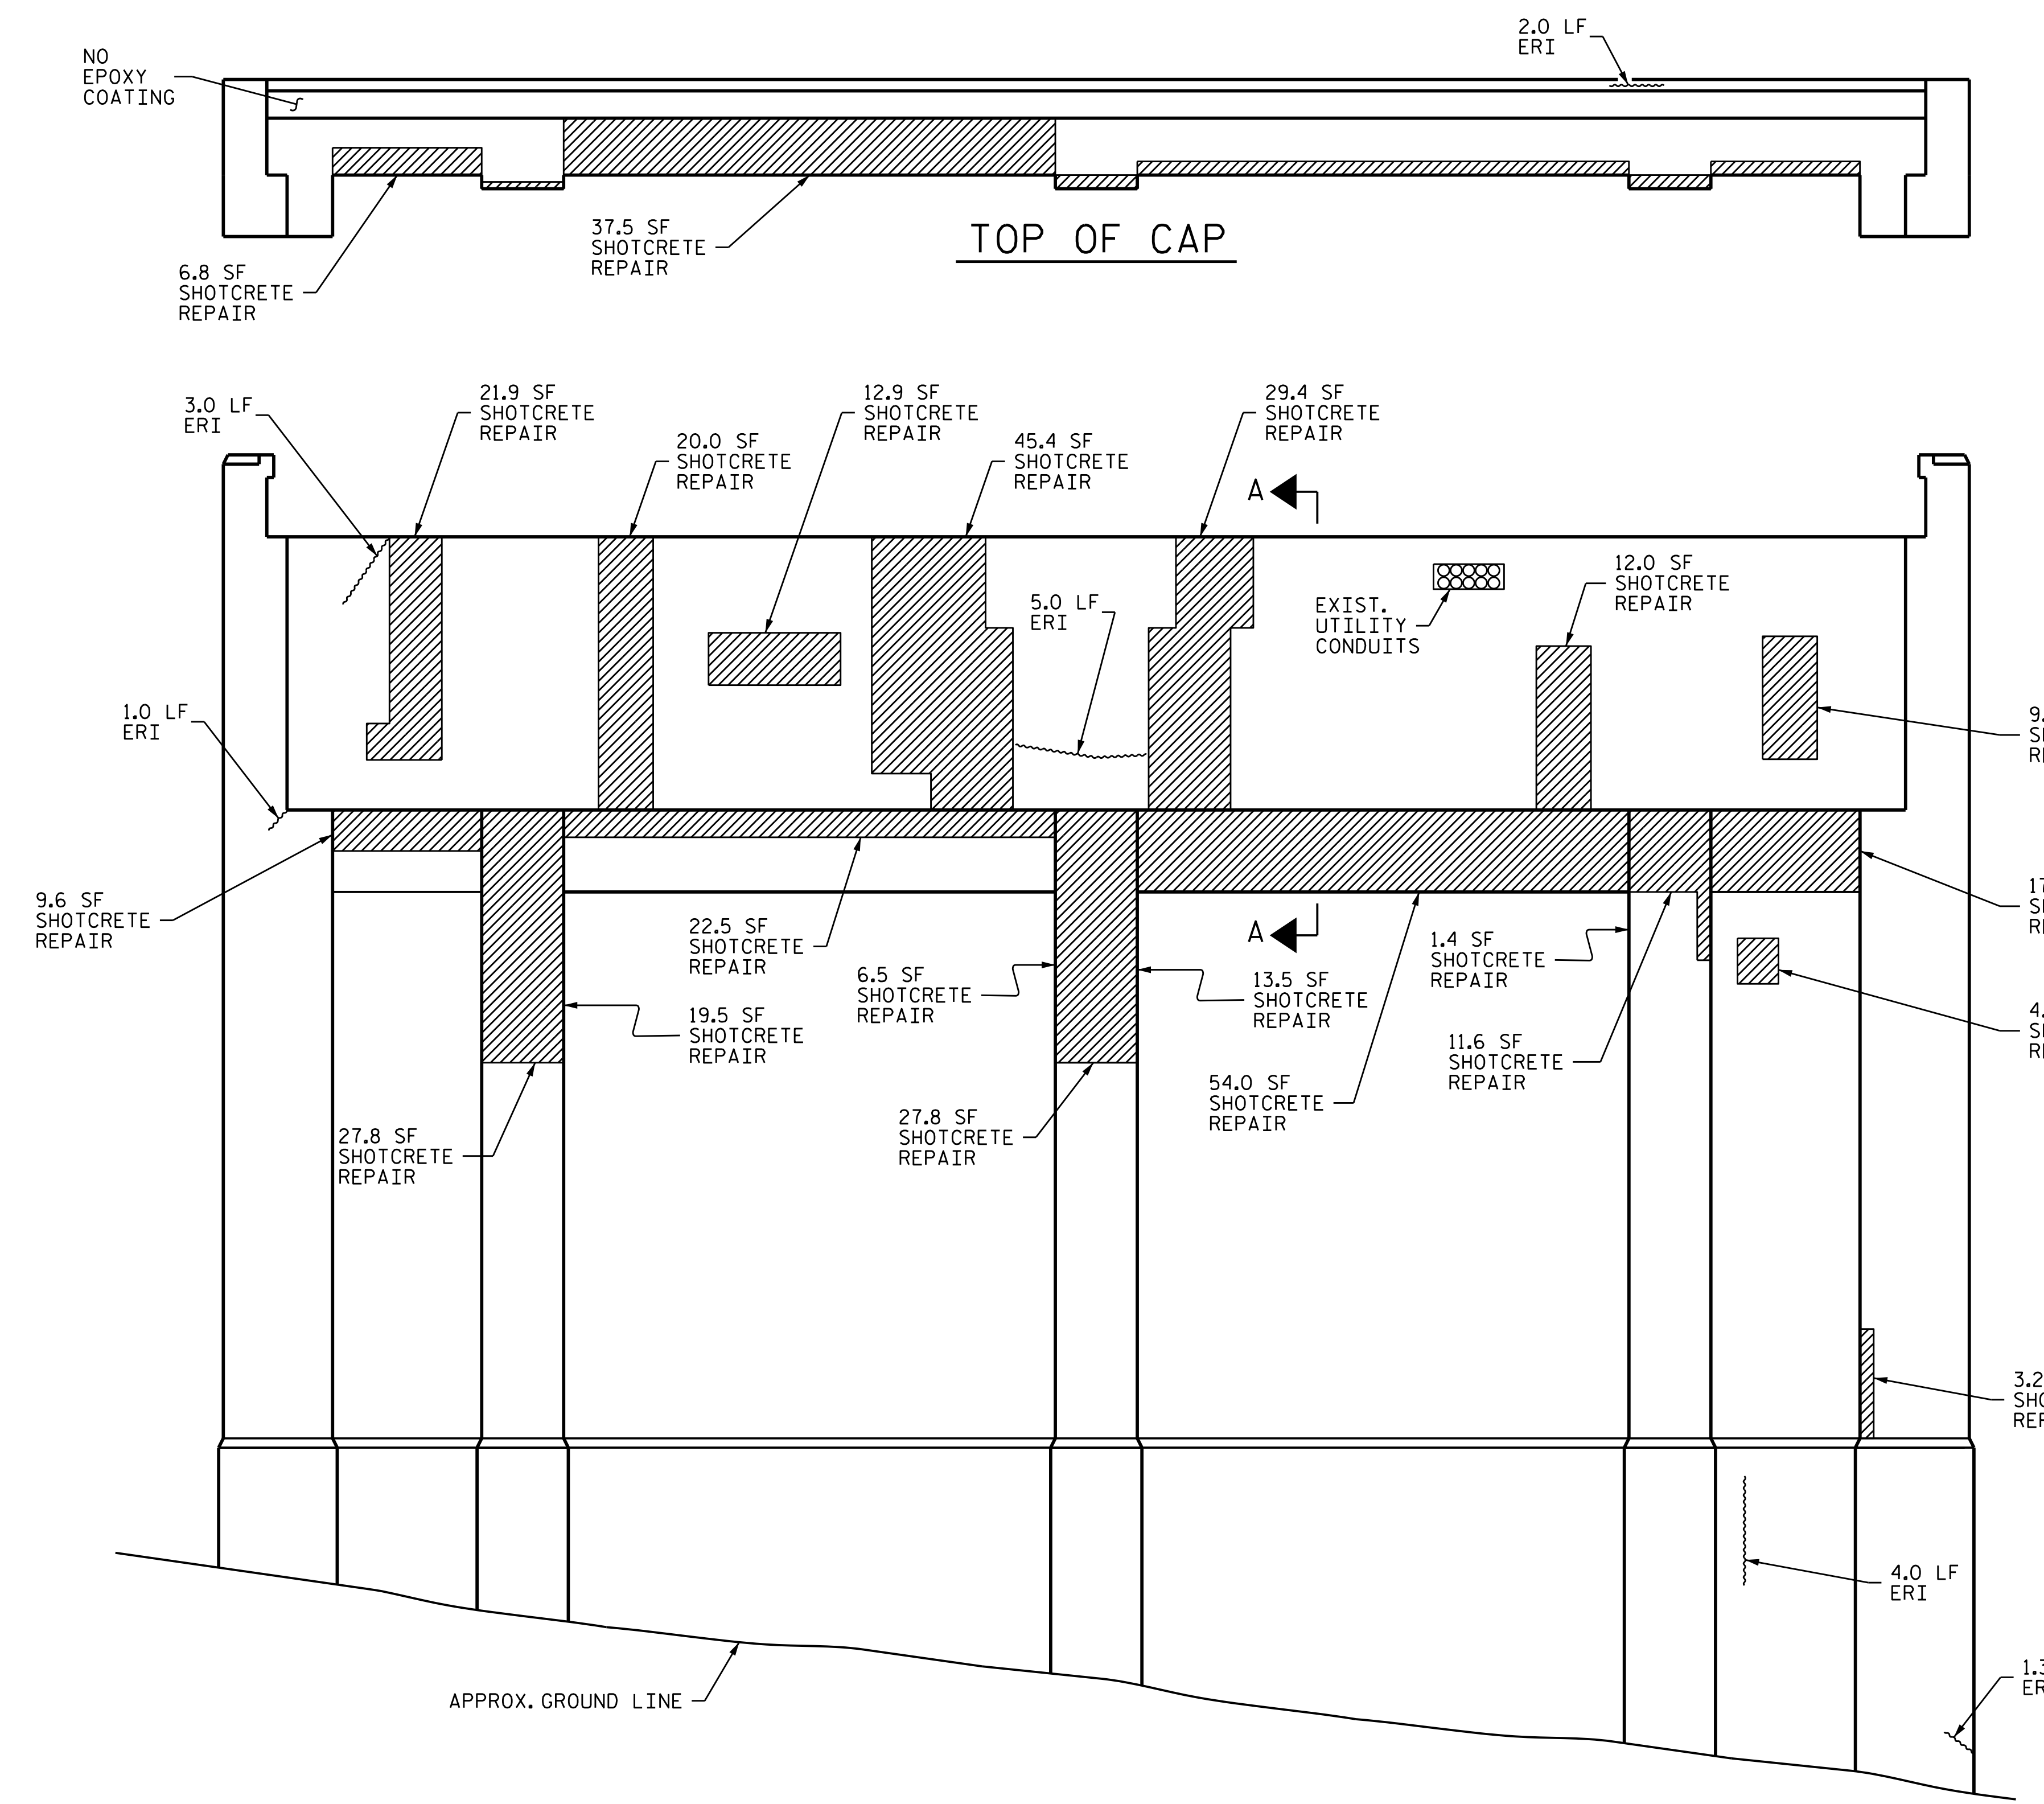 NO
EPOXY
COATING
2.0 LF
ERI
37.5 SF
SHOTCRETE
REPAIR
TOP OF CAP
6.8 SF
SHOTCRETE
REPAIR
3.0 LF
ERI
21.9 SF
SHOTCRETE
REPAIR
20.0 SF
SHOTCRETE
REPAIR
12.9 SF
SHOTCRETE
REPAIR
45.4 SF
SHOTCRETE
REPAIR
29.4 SF
SHOTCRETE
REPAIR
A
12.0 SF
SHOTCRETE
REPAIR
5.0 LF
ERI
EXIST.
UTILITY
CONDUITS
1.0 LF
ERI
9.6 SF
SHOTCRETE
REPAIR
22.5 SF
SHOTCRETE
REPAIR
A
1.4 SF
SHOTCRETE
REPAIR
6.5 SF
SHOTCRETE
REPAIR
13.5 SF
SHOTCRETE
REPAIR
19.5 SF
SHOTCRETE
REPAIR
11.6 SF
SHOTCRETE
REPAIR
54.0 SF
SHOTCRETE
REPAIR
27.8 SF
SHOTCRETE
REPAIR
27.8 SF
SHOTCRETE
REPAIR
3.2
4.0 LF
ERI
APPROX. GROUND LINE